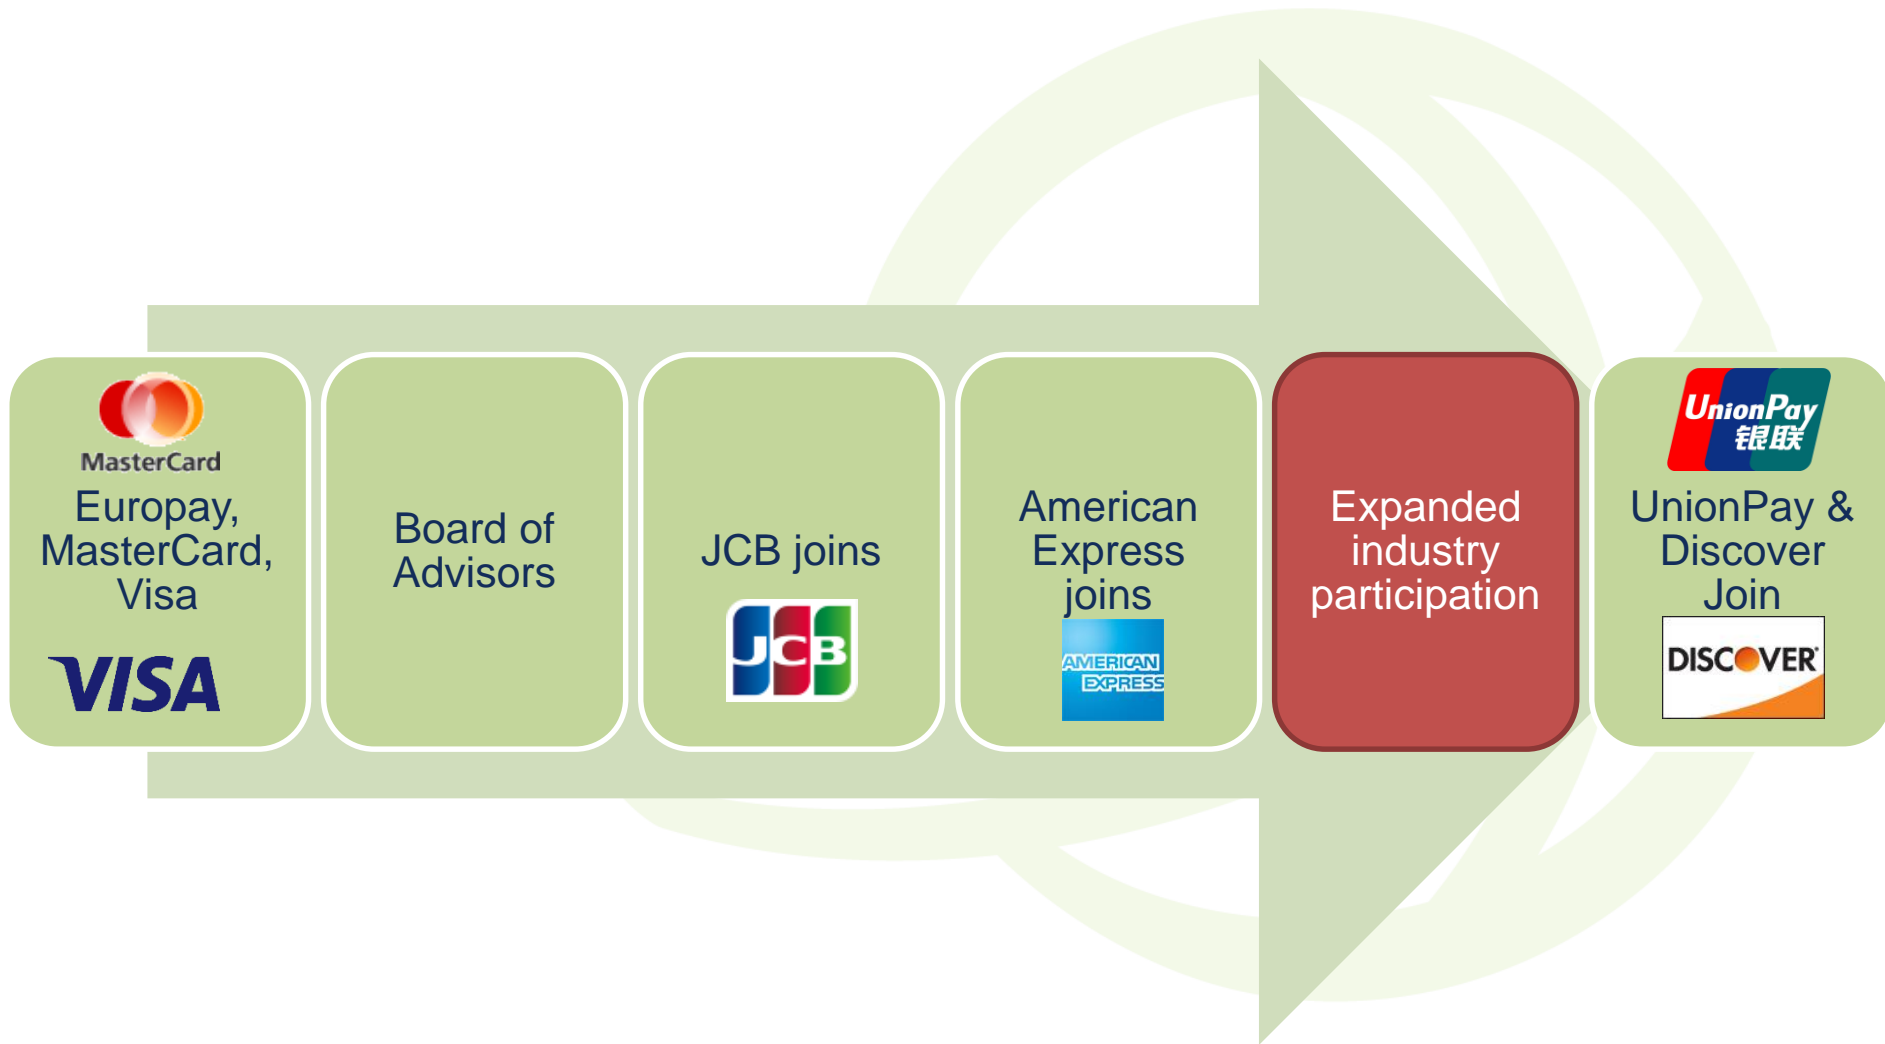 MasterCard
Europay,
MasterCard,
Visa
VISA
Board of
Advisors
JCB joins
JCB
American
Express
joins
AMERICAN
EXPRESS
Expanded
industry
participation
UnionPay
银联
UnionPay &
Discover
Join
DISCOVER